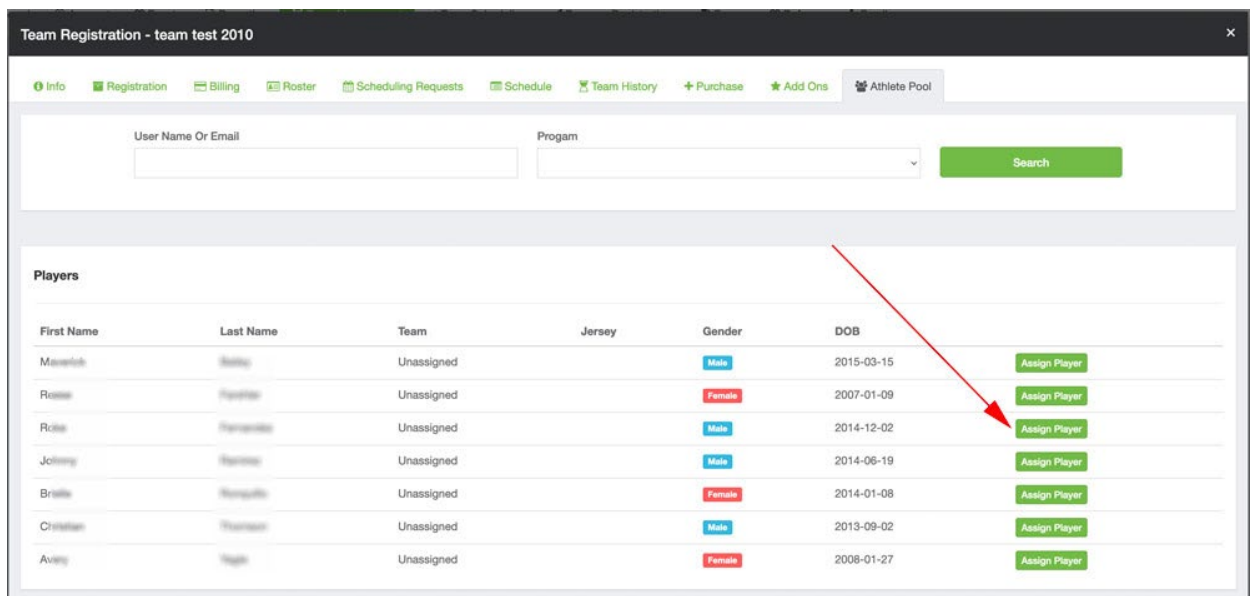 Team Registration - team test 2010 ×
Info Registration Billing Roster Scheduling Requests Schedule Team History Purchase Add Ons Athlete Pool
User Name Or Email Progam
Search
Players
First Name Last Name Team Jersey Gender DOB
Unassigned Male 2015-03-15 Assign Player
Unassigned Female 2007-01-09 Assign Player
Unassigned Male 2014-12-02 Assign Player
Unassigned Male 2014-06-19 Assign Player
Unassigned Female 2014-01-08 Assign Player
Unassigned Male 2013-09-02 Assign Player
Unassigned Female 2008-01-27 Assign Player